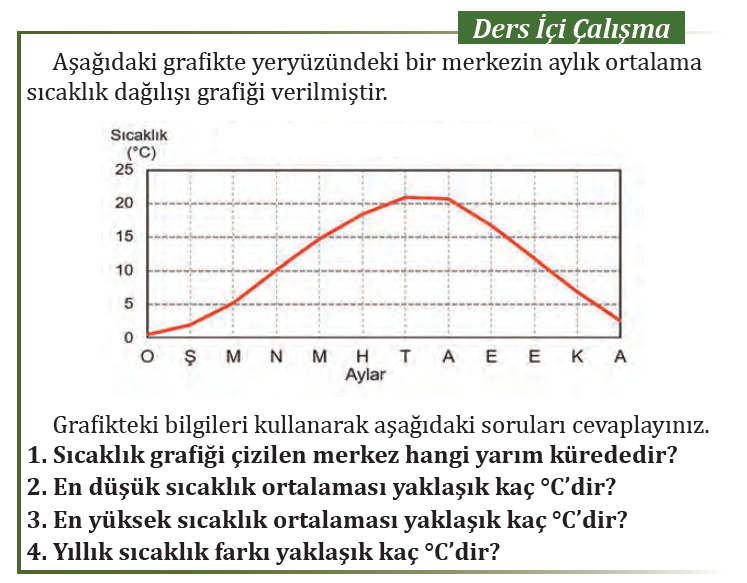 Ders İçi Çalışma
Aşağıdaki grafikte yeryüzündeki bir merkezin aylık ortalama
sıcaklık dağılışı grafiği verilmiştir.
Sıcaklık
(°C)
25
20
15
10
5
0
O Ş M N M H T A E E K A
Aylar
Grafikteki bilgileri kullanarak aşağıdaki soruları cevaplayınız.
1. Sıcaklık grafiği çizilen merkez hangi yarım kürededir?
2. En düşük sıcaklık ortalaması yaklaşık kaç °C’dir?
3. En yüksek sıcaklık ortalaması yaklaşık kaç °C’dir?
4. Yıllık sıcaklık farkı yaklaşık kaç °C’dir?